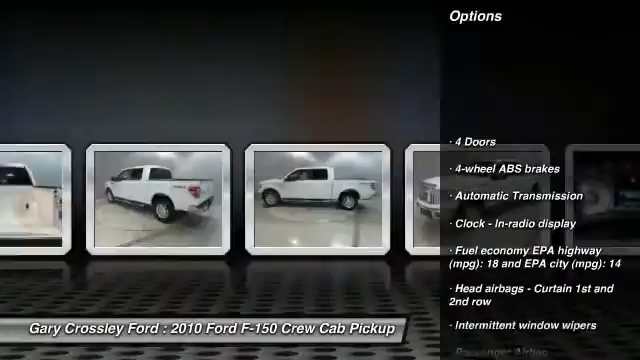 Options
· 4 Doors
· 4-wheel ABS brakes
· Automatic Transmission
· Clock - In-radio display
· Fuel economy EPA highway
(mpg): 18 and EPA city (mpg): 14
· Head airbags - Curtain 1st and
2nd row
· Intermittent window wipers
· Passenger Airbag
Gary Crossley Ford : 2010 Ford F-150 Crew Cab Pickup